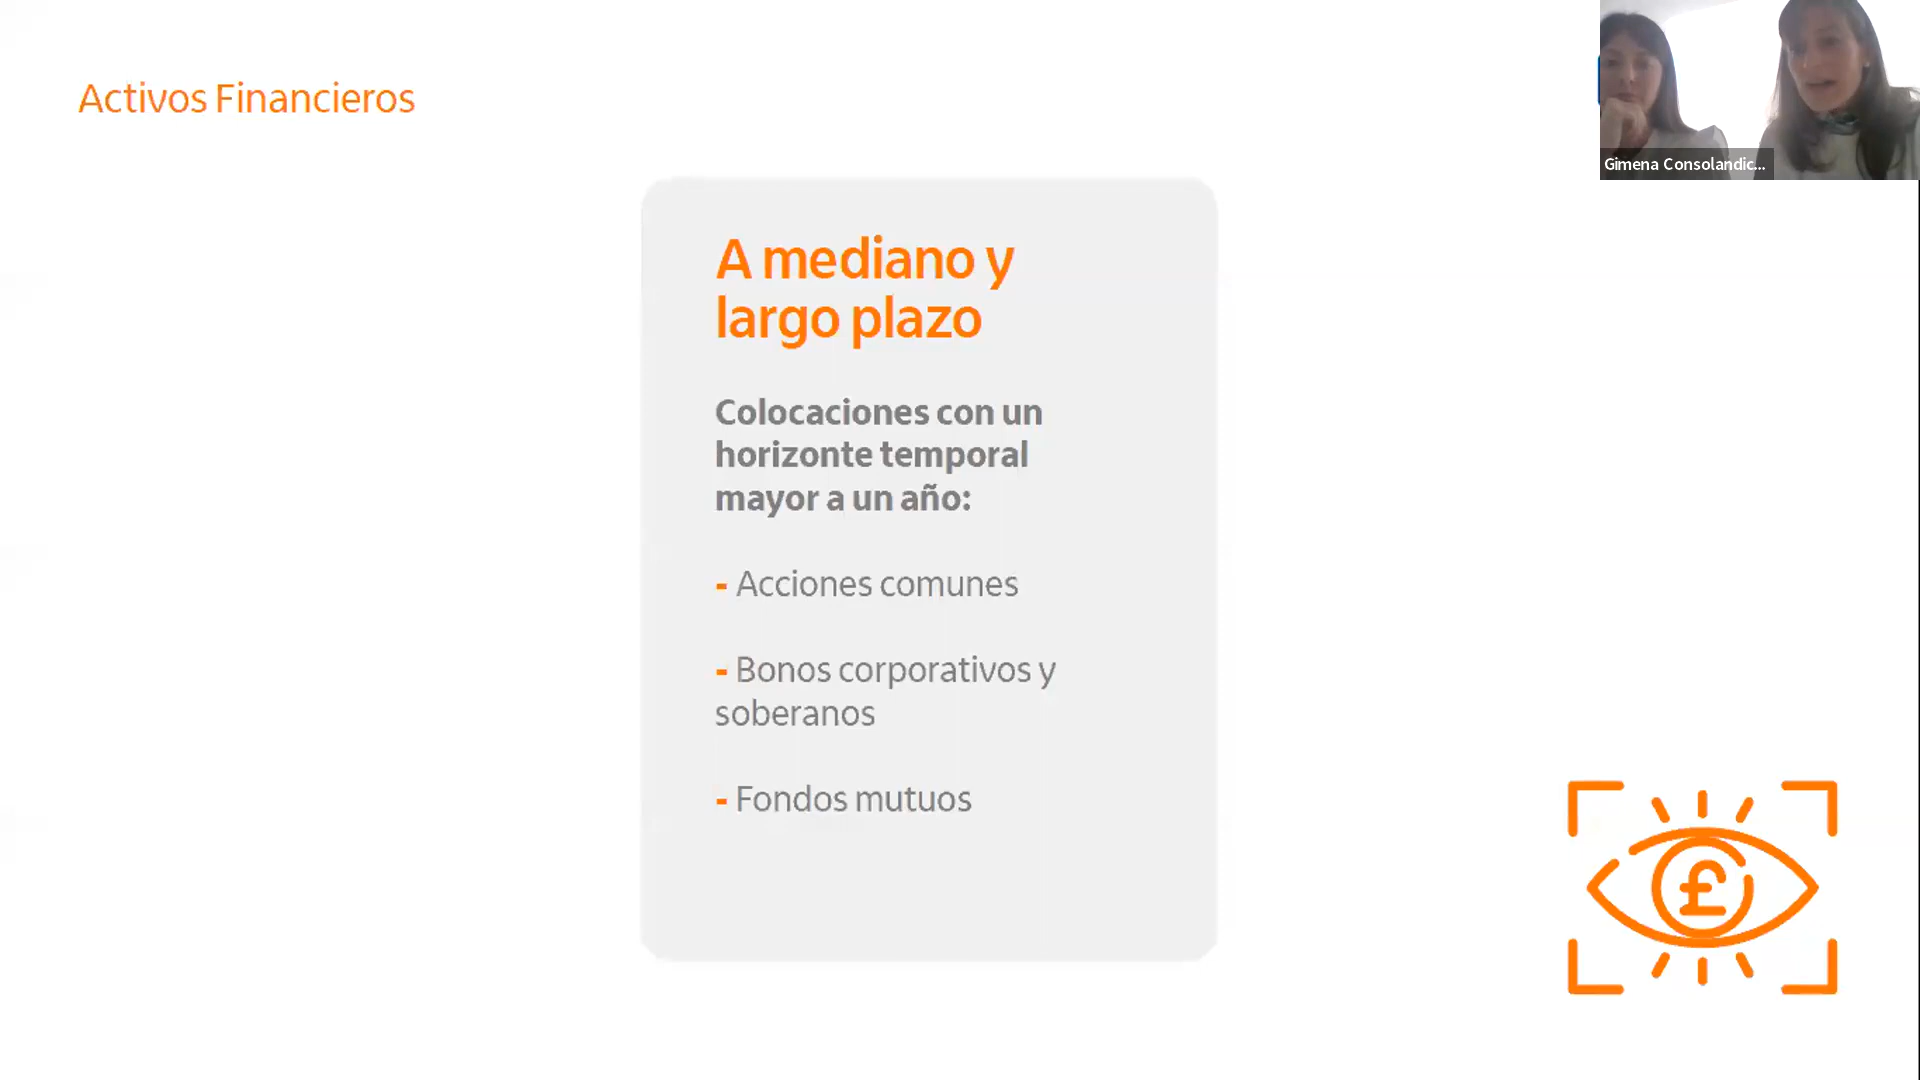 Activos Financieros
Gimena Consolandic...
A mediano y
largo plazo
Colocaciones con un
horizonte temporal
mayor a un año:
- Acciones comunes
- Bonos corporativos y
soberanos
- Fondos mutuos
£